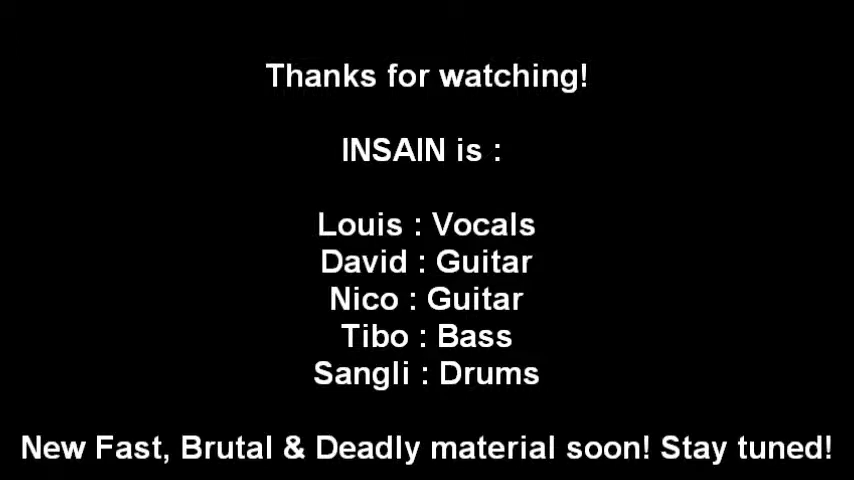 Thanks for watching!
INSAIN is :
Louis : Vocals
David : Guitar
Nico : Guitar
Tibo : Bass
Sangli : Drums
New Fast, Brutal & Deadly material soon! Stay tuned!